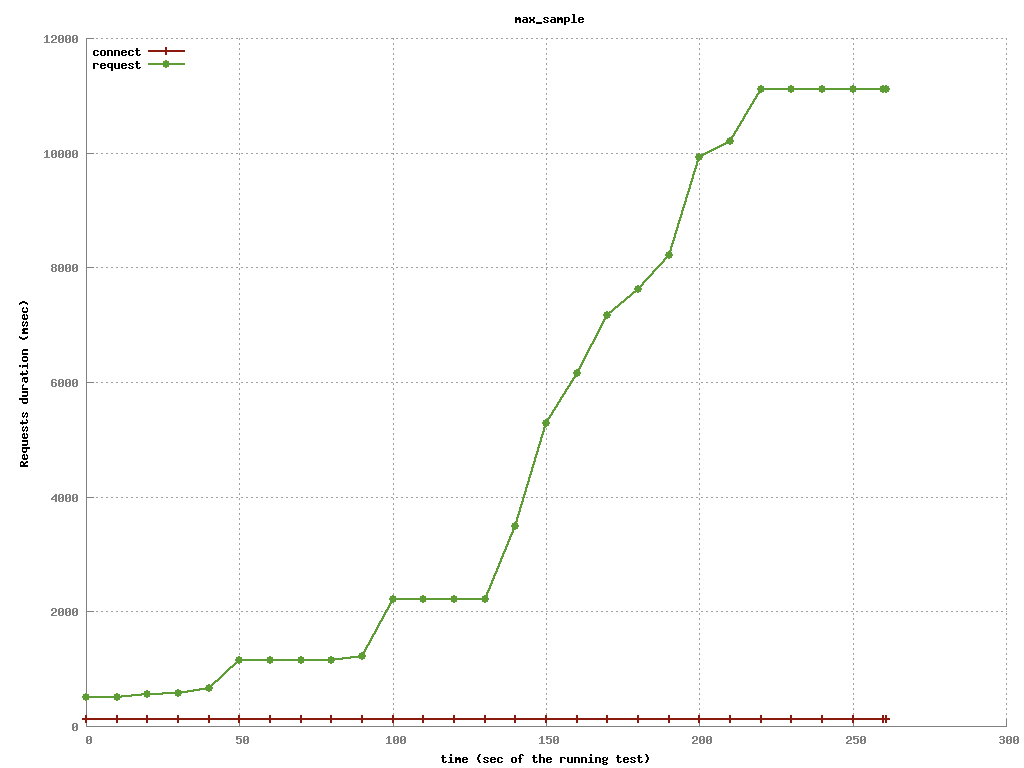 max_sample
12000
connect
request
10000
8000
6000
4000
2000
0
Requests duration (msec)
0 50 100 150 200 250 300
time (sec of the running test)